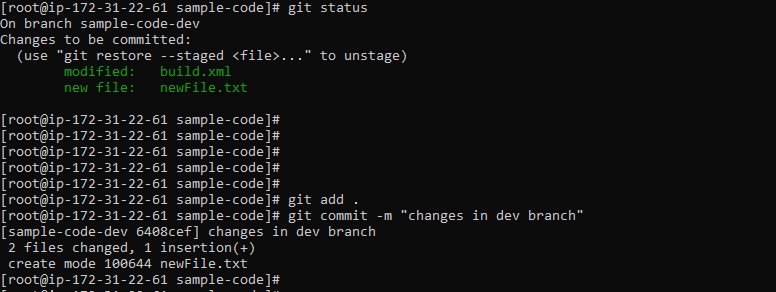 [root@ip-172-31-22-61 sample-code]# git status
On branch sample-code-dev
Changes to be committed:
  (use "git restore --staged <file>..." to unstage)
        modified:   build.xml
        new file:   newFile.txt

[root@ip-172-31-22-61 sample-code]#
[root@ip-172-31-22-61 sample-code]#
[root@ip-172-31-22-61 sample-code]#
[root@ip-172-31-22-61 sample-code]#
[root@ip-172-31-22-61 sample-code]#
[root@ip-172-31-22-61 sample-code]# git add .
[root@ip-172-31-22-61 sample-code]# git commit -m "changes in dev branch"
[sample-code-dev 6408cef] changes in dev branch
 2 files changed, 1 insertion(+)
 create mode 100644 newFile.txt
[root@ip-172-31-22-61 sample-code]#